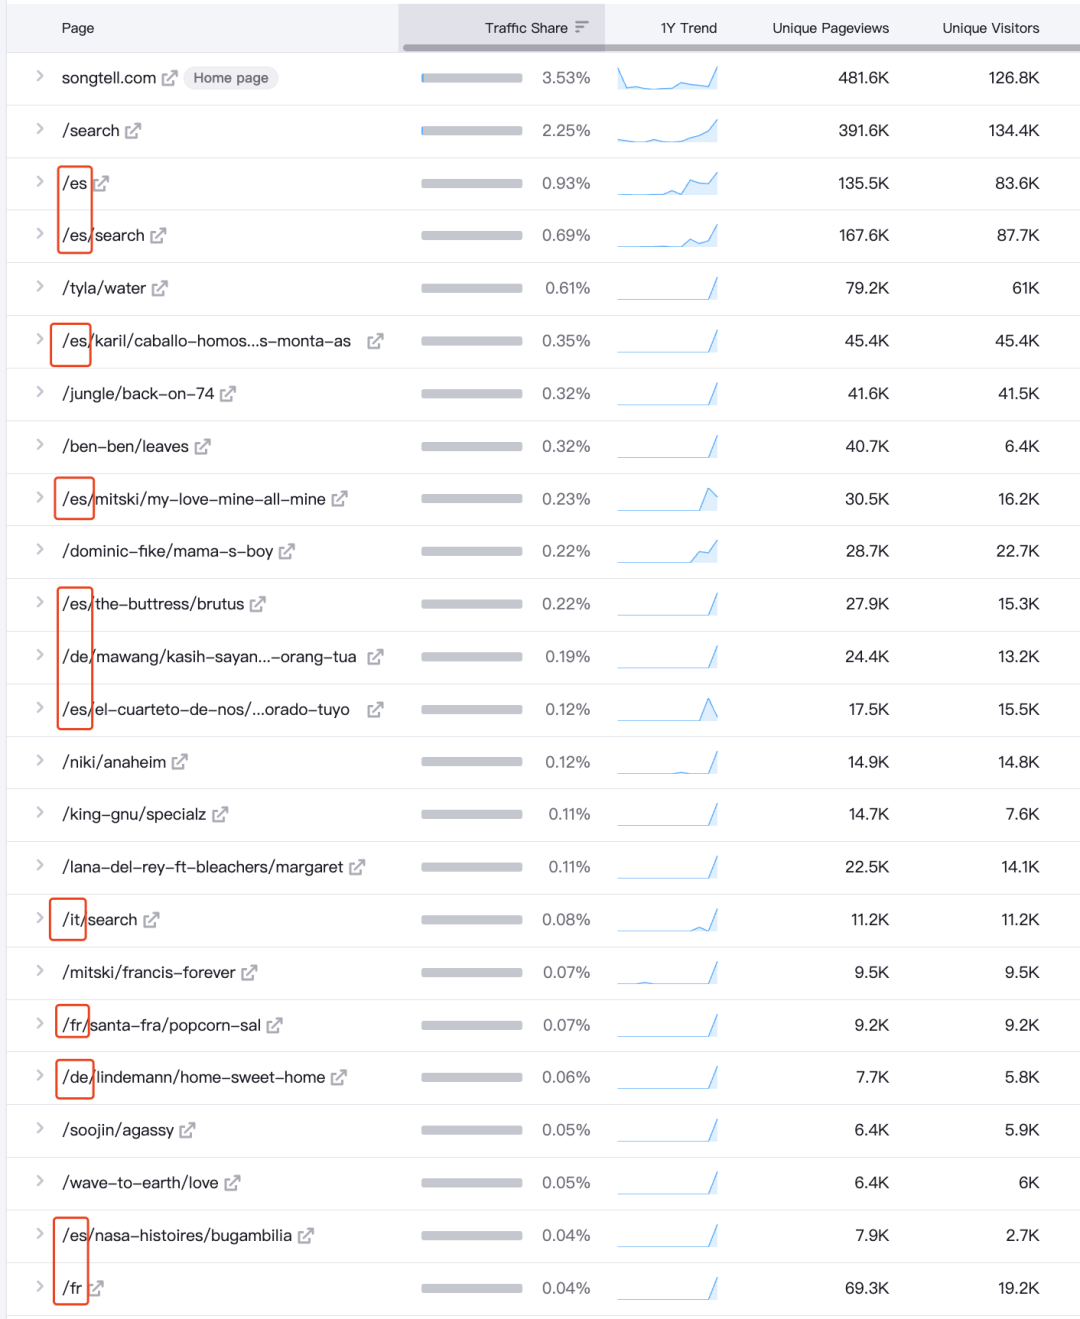 Page Traffic Share 1Y Trend Unique Pageviews Unique Visitors
songtell.com Home page 3.53% 481.6K 126.8K
/search 2.25% 391.6K 134.4K
/es 0.93% 135.5K 83.6K
/es/search 0.69% 167.6K 87.7K
/tyla/water 0.61% 79.2K 61K
/es/karil/caballo-homos...s-monta-as 0.35% 45.4K 45.4K
/jungle/back-on-74 0.32% 41.6K 41.5K
/ben-ben/leaves 0.32% 40.7K 6.4K
/es/mitski/my-love-mine-all-mine 0.23% 30.5K 16.2K
/dominic-fike/mama-s-boy 0.22% 28.7K 22.7K
/es/the-buttress/brutus 0.22% 27.9K 15.3K
/de/mawang/kasih-sayan...-orang-tua 0.19% 24.4K 13.2K
/es/el-cuarteto-de-nos/...orado-tuyo 0.12% 17.5K 15.5K
/niki/anaheim 0.12% 14.9K 14.8K
/king-gnu/specialz 0.11% 14.7K 7.6K
/lana-del-rey-ft-bleachers/margaret 0.11% 22.5K 14.1K
/it/search 0.08% 11.2K 11.2K
/mitski/francis-forever 0.07% 9.5K 9.5K
/fr/santa-fra/popcorn-sal 0.07% 9.2K 9.2K
/de/lindemann/home-sweet-home 0.06% 7.7K 5.8K
/soojin/agassy 0.05% 6.4K 5.9K
/wave-to-earth/love 0.05% 6.4K 6K
/es/nasa-histoires/bugambilia 0.04% 7.9K 2.7K
/fr 0.04% 69.3K 19.2K